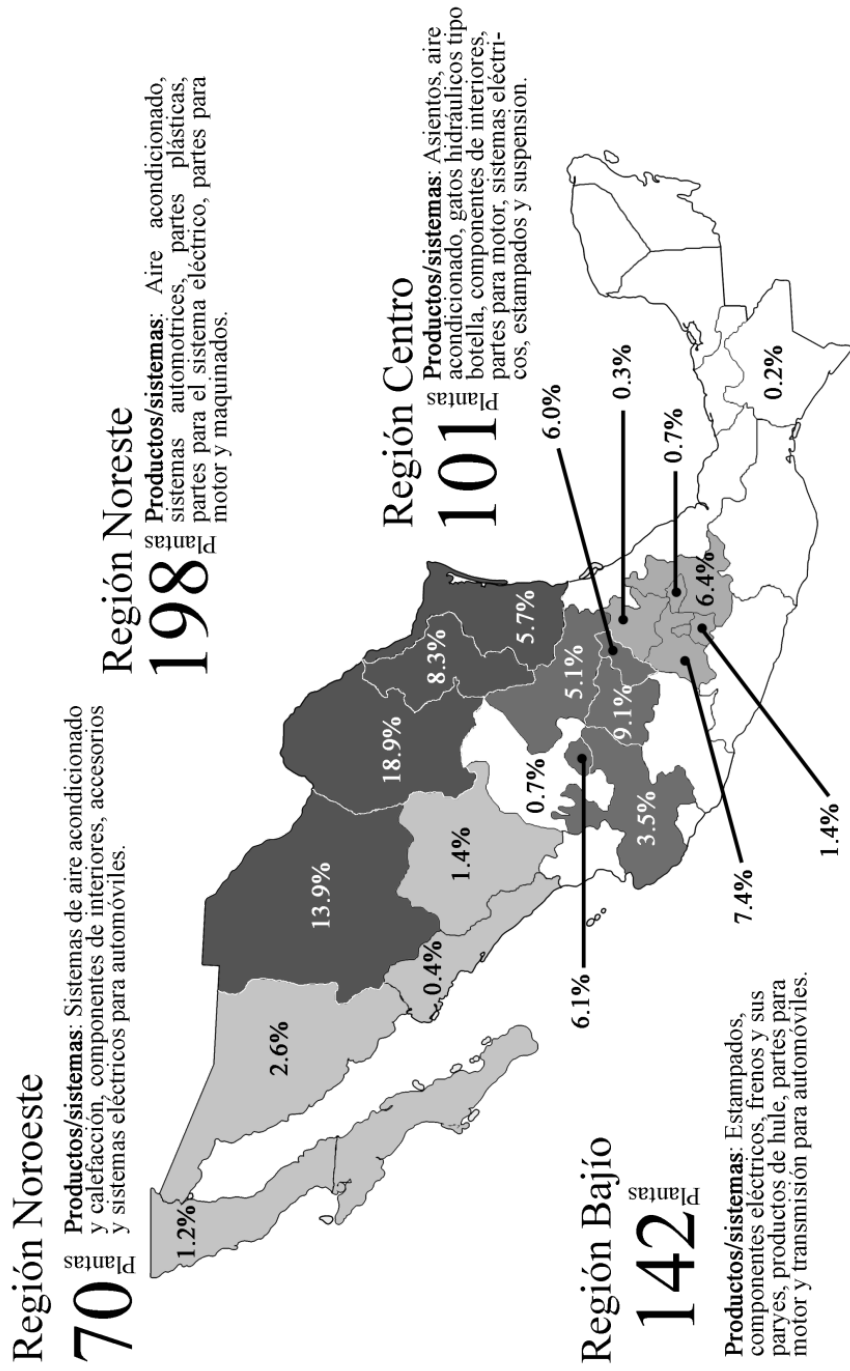 Región Noroeste
70 Plantas
Productos/sistemas: Sistemas de aire acondicionado
y calefacción, componentes de interiores, accesorios
y sistemas eléctricos para automóviles.
Región Noreste
198 Plantas
Productos/sistemas: Aire acondicionado,
sistemas automotrices, partes plásticas,
partes para el sistema eléctrico, partes para
motor y maquinados.
Región Centro
101 Plantas
Productos/sistemas: Asientos, aire
acondicionado, gatos hidráulicos tipo
botella, componentes de interiores,
partes para motor, sistemas eléctri-
cos, estampados y suspension.
Región Bajío
142 Plantas
Productos/sistemas: Estampados,
componentes eléctricos, frenos y sus
paryes, productos de hule, partes para
motor y transmisión para automóviles.
1.2%
2.6%
13.9%
18.9%
8.3%
5.7%
0.4%
1.4%
0.7%
5.1%
6.0%
9.1%
3.5%
6.1%
0.3%
0.7%
6.4%
7.4%
1.4%
0.2%